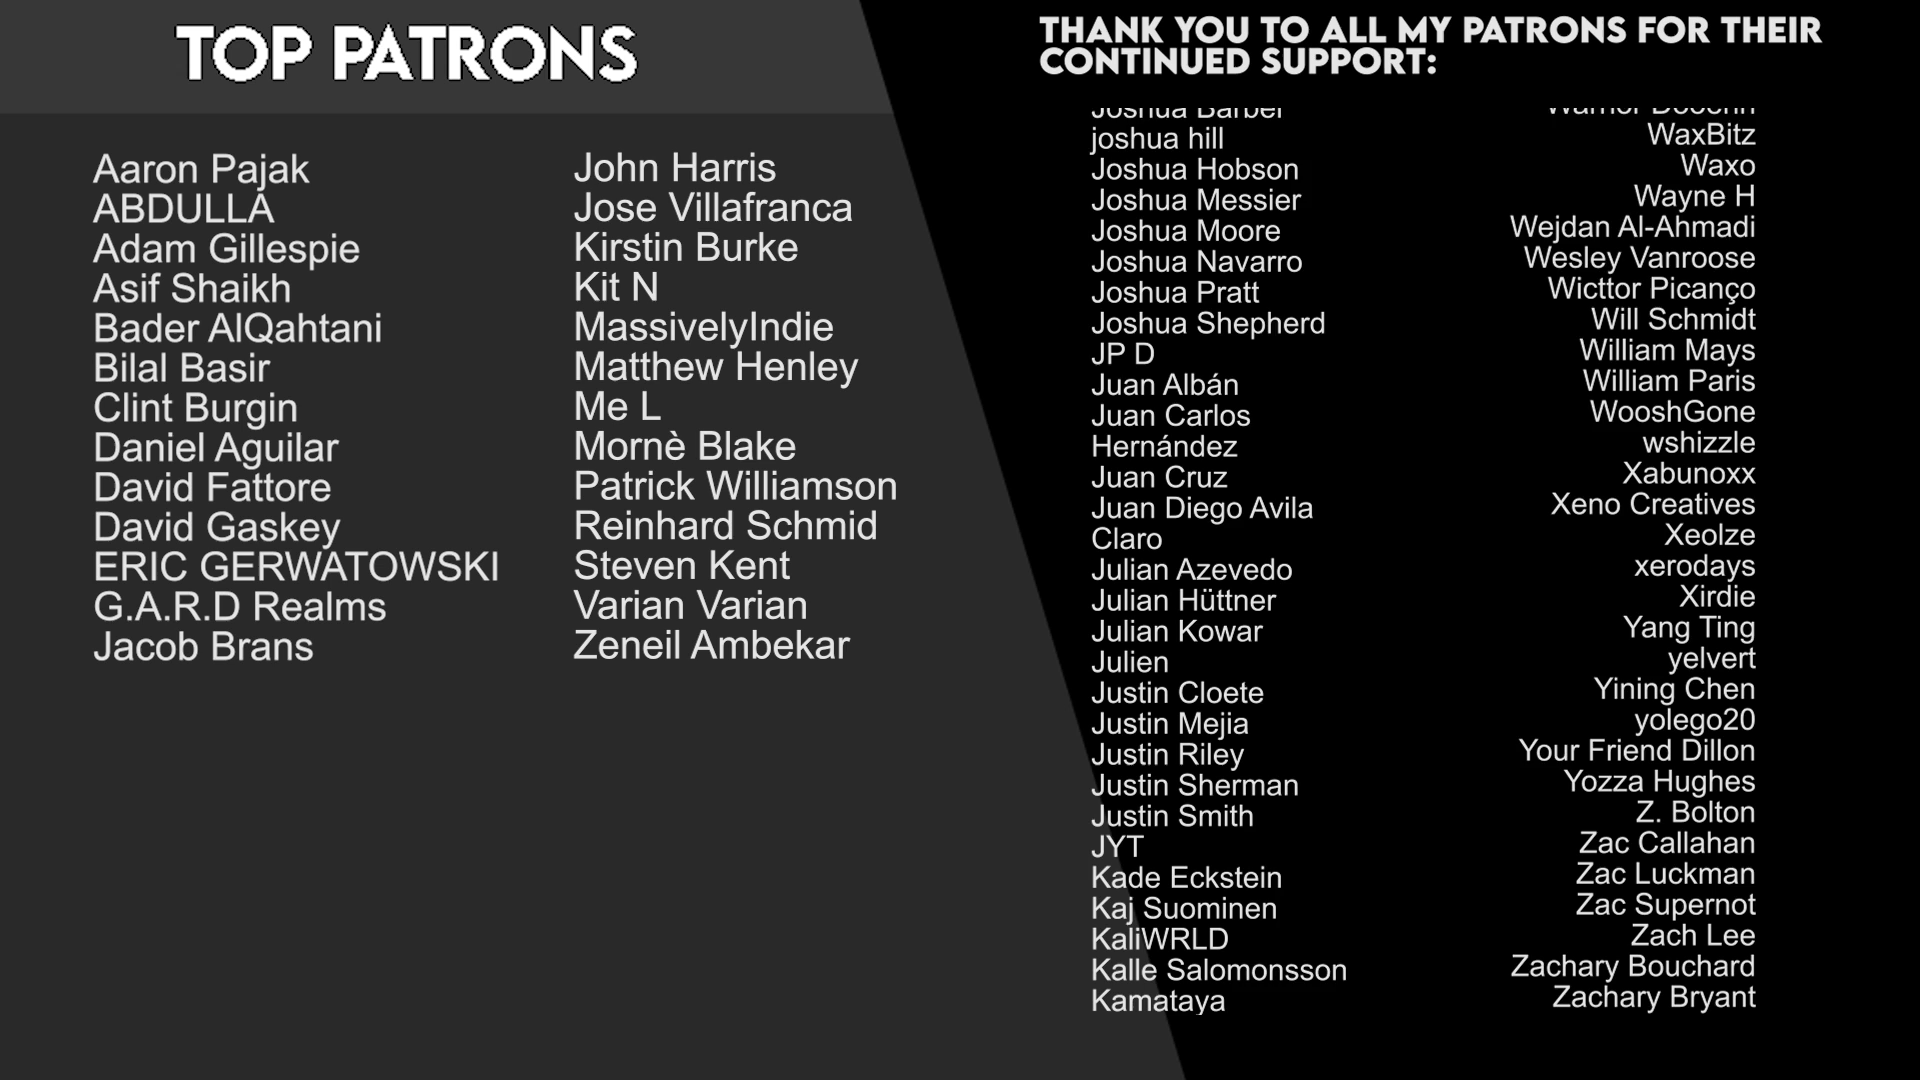 TOP PATRONS
Aaron Pajak
ABDULLA
Adam Gillespie
Asif Shaikh
Bader AlQahtani
Bilal Basir
Clint Burgin
Daniel Aguilar
David Fattore
David Gaskey
ERIC GERWATOWSKI
G.A.R.D Realms
Jacob Brans
John Harris
Jose Villafranca
Kirstin Burke
Kit N
MassivelyIndie
Matthew Henley
Me L
Mornè Blake
Patrick Williamson
Reinhard Schmid
Steven Kent
Varian Varian
Zeneil Ambekar
THANK YOU TO ALL MY PATRONS FOR THEIR
CONTINUED SUPPORT:
Joshua Barber
joshua hill
Joshua Hobson
Joshua Messier
Joshua Moore
Joshua Navarro
Joshua Pratt
Joshua Shepherd
JP D
Juan Albán
Juan Carlos
Hernández
Juan Cruz
Juan Diego Avila
Claro
Julian Azevedo
Julian Hüttner
Julian Kowar
Julien
Justin Cloete
Justin Mejia
Justin Riley
Justin Sherman
Justin Smith
JYT
Kade Eckstein
Kaj Suominen
KaliWRLD
Kalle Salomonsson
Kamataya
Warrior
WaxBitz
Waxo
Wayne H
Wejdan Al-Ahmadi
Wesley Vanroose
Wicttor Picanço
Will Schmidt
William Mays
William Paris
WooshGone
wshizzle
Xabunoxx
Xeno Creatives
Xeolze
xerodays
Xirdie
Yang Ting
yelvert
Yining Chen
yolego20
Your Friend Dillon
Yozza Hughes
Z. Bolton
Zac Callahan
Zac Luckman
Zac Supernot
Zach Lee
Zachary Bouchard
Zachary Bryant